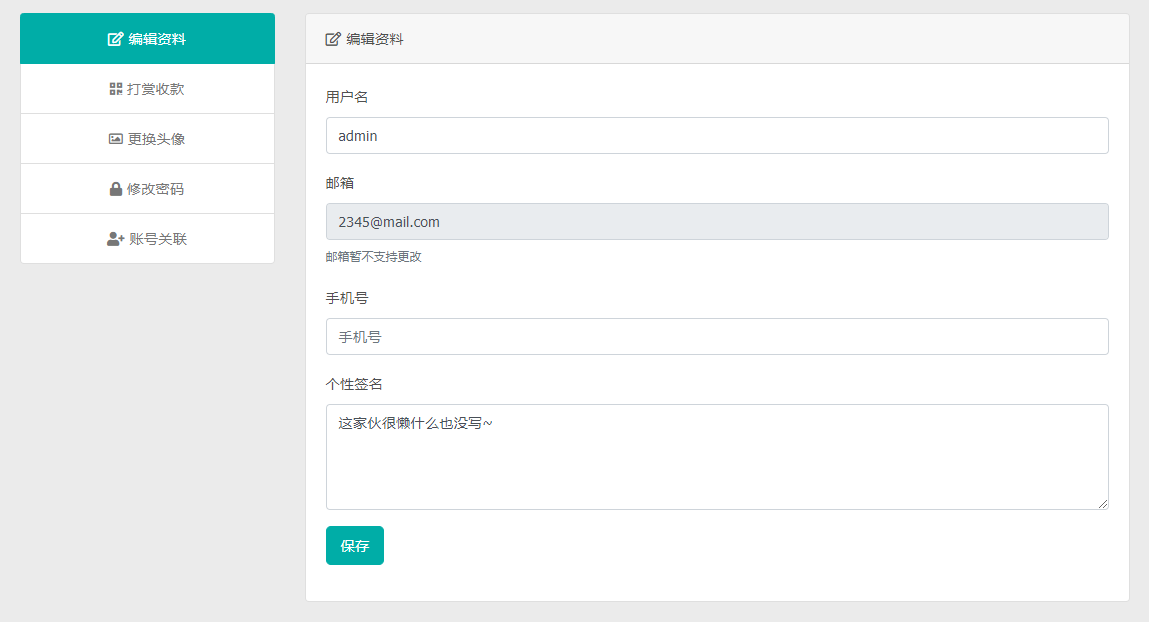 编辑资料
打赏收款
更换头像
修改密码
账号关联
编辑资料
用户名
admin
邮箱
2345@mail.com
邮箱暂不支持更改
手机号
手机号
个性签名
这家伙很懒什么也没写~
保存